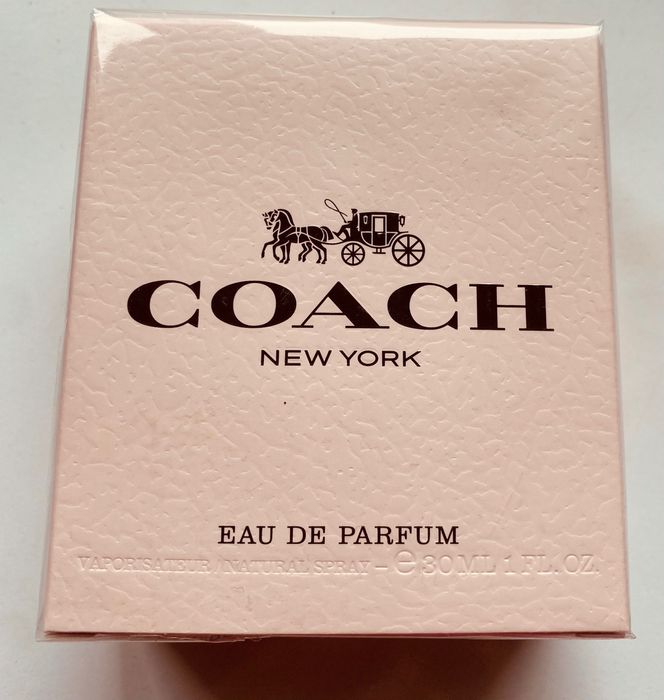 COACH
NEW YORK
EAU DE PARFUM
VAPORISATEUR / NATURAL SPRAY – ℮ 30 ML 1 FL. OZ.